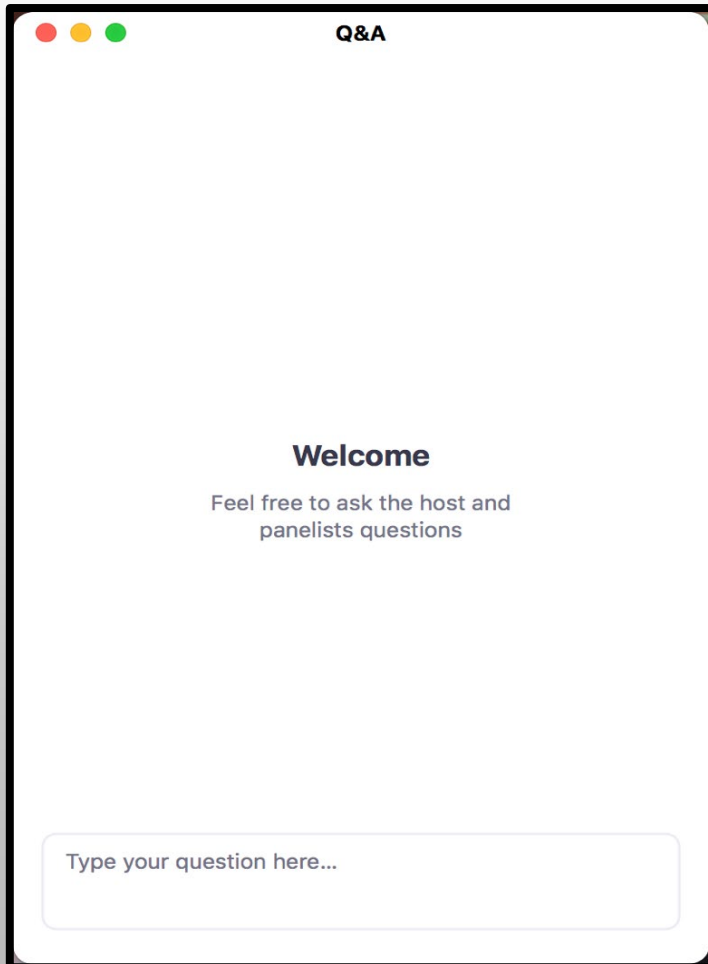 Q&A
Welcome
Feel free to ask the host and
panelists questions
Type your question here...